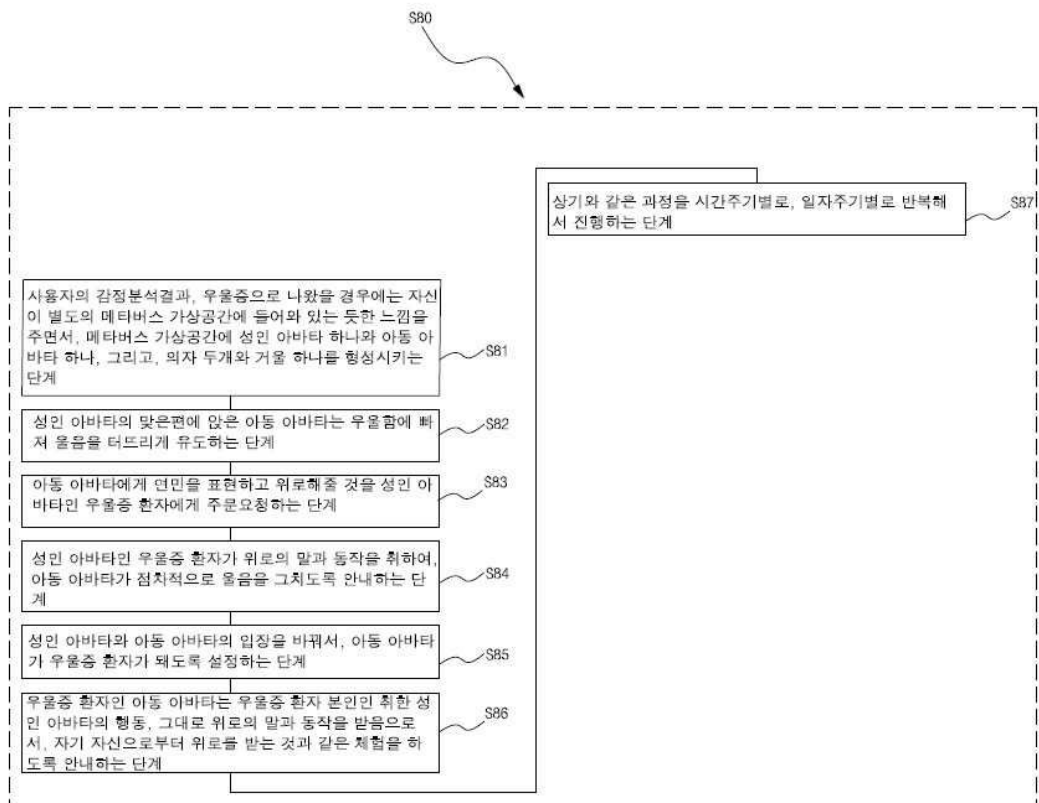 S80
사용자의 감정분석결과, 우울증으로 나왔을 경우에는 자신
이 별도의 메타버스 가상공간에 들어와 있는 듯한 느낌을
주면서, 메타버스 가상공간에 성인 아바타 하나와 아동 아
바타 하나, 그리고, 의자 두개와 거울 하나를 형성시키는
단계
S81
성인 아바타의 맞은편에 앉은 아동 아바타는 우울함에 빠
져 울음을 터뜨리게 유도하는 단계
S82
아동 아바타에게 연민을 표현하고 위로해줄 것을 성인 아
바타인 우울증 환자에게 주문요청하는 단계
S83
성인 아바타인 우울증 환자가 위로의 말과 동작을 취하여,
아동 아바타가 점차적으로 울음을 그치도록 안내하는 단
계
S84
성인 아바타와 아동 아바타의 입장을 바꿔서, 아동 아바타
가 우울증 환자가 돼도록 설정하는 단계
S85
우울증 환자인 아동 아바타는 우울증 환자 본인인 취한 성
인 아바타의 행동, 그대로 위로의 말과 동작을 받음으로
서, 자기 자신으로부터 위로를 받는 것과 같은 체험을 하
도록 안내하는 단계
S86
상기와 같은 과정을 시간주기별로, 일자주기별로 반복해
서 진행하는 단계
S87